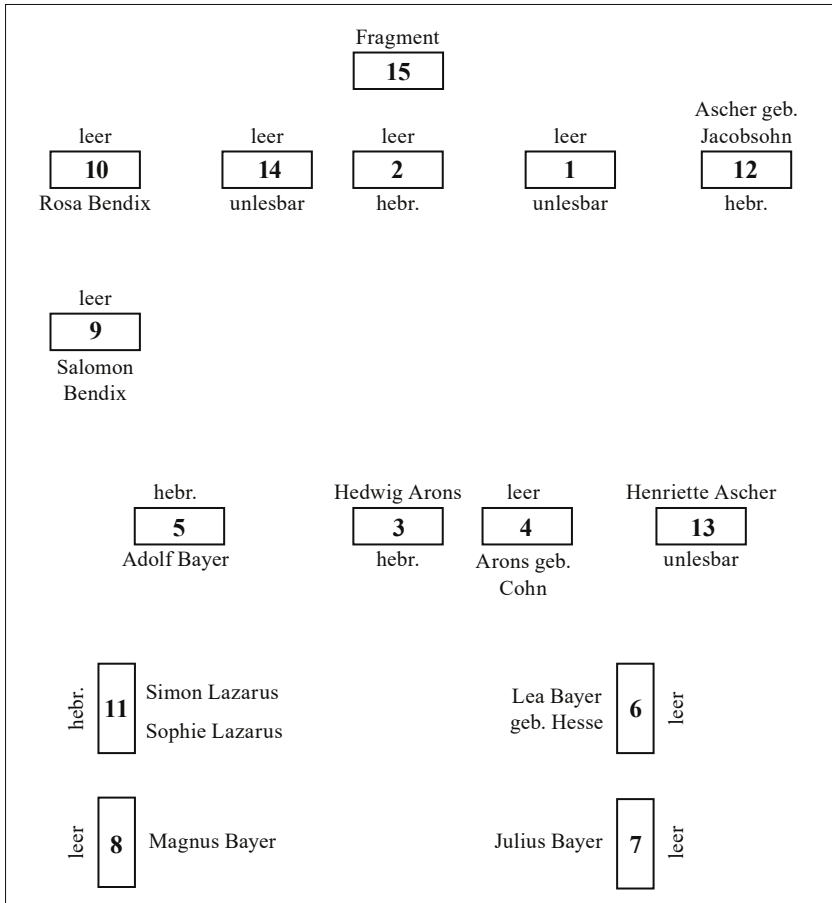 Fragment
15
leer
10
Rosa Bendix
leer
14
unlesbar
leer
2
hebr.
leer
1
unlesbar
Ascher geb.
Jacobsohn
12
hebr.
leer
9
Salomon
Bendix
hebr.
5
Adolf Bayer
Hedwig Arons
3
hebr.
leer
4
Arons geb.
Cohn
Henriette Ascher
13
unlesbar
hebr.
11
Simon Lazarus
Sophie Lazarus
Lea Bayer
geb. Hesse
6
leer
leer
8
Magnus Bayer
Julius Bayer
7
leer